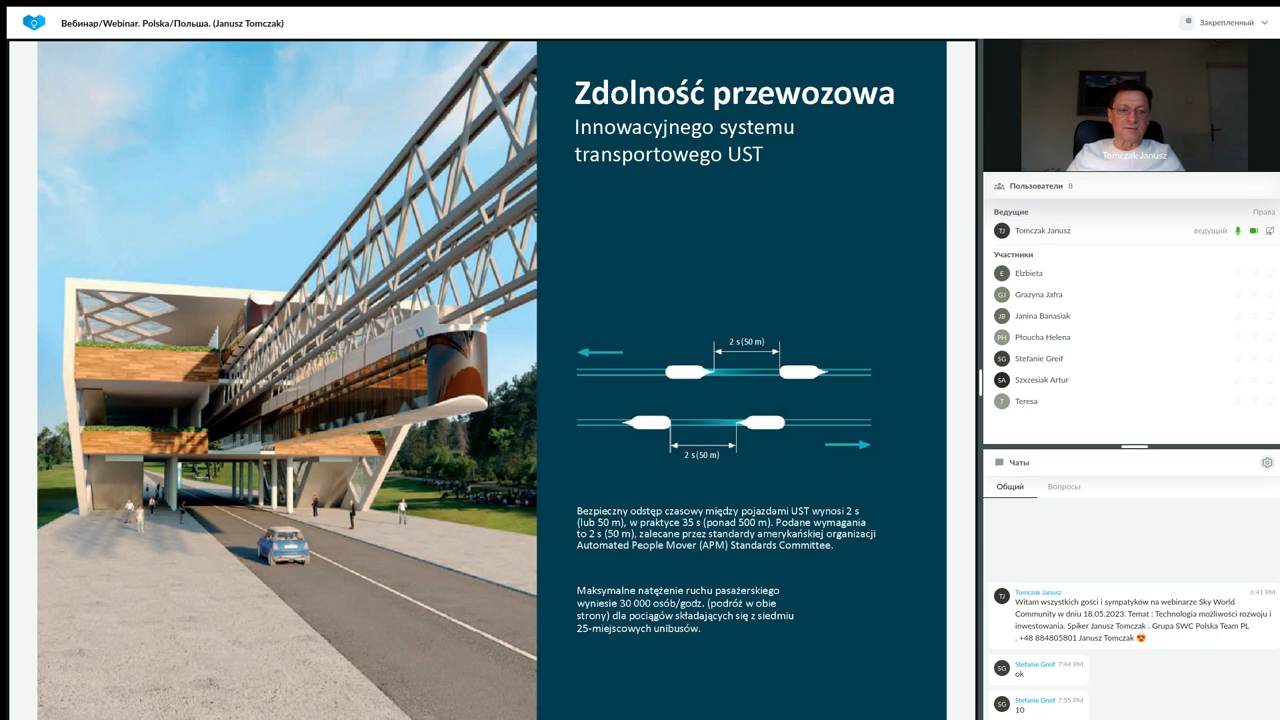 Вебинар/Webinar. Polska/Польша. (Janusz Tomczak)
Закрепленный
Zdolność przewozowa
Innowacyjnego systemu
transportowego UST
2 s (50 m)
2 s (50 m)
Bezpieczny odstęp czasowy między pojazdami UST wynosi 2 s
(lub 50 m), w praktyce 35 s (ponad 500 m). Podane wymagania
to 2 s (50 m), zalecane przez standardy amerykańskiej organizacji
Automated People Mover (APM) Standards Committee.
Maksymalne natężenie ruchu pasażerskiego
wyniesie 30 000 osób/godz. (podróż w obie
strony) dla pociągów składających się z siedmiu
25-miejscowych unibusów.
Tomczak Janusz
Пользователи 8
Ведущие Права
TJ Tomczak Janusz ведущий
Участники
E Elzbieta
GJ Grazyna Jafra
JB Janina Banasiak
PH Płoucha Helena
SG Stefanie Greif
SA Szxzesiak Artur
T Teresa
Чаты
Общий Вопросы
TJ Tomczak Janusz 6:41 PM
Witam wszystkich gości i sympatyków na webinarze Sky World
Community w dniu 18.05.2023. Temat : Technologia możliwości rozwoju i
inwestowania. Spiker Janusz Tomczak . Grupa SWC Polska Team PL
. +48 884805801 Janusz Tomczak 😍
SG Stefanie Greif 7:44 PM
ok
SG Stefanie Greif 7:55 PM
10